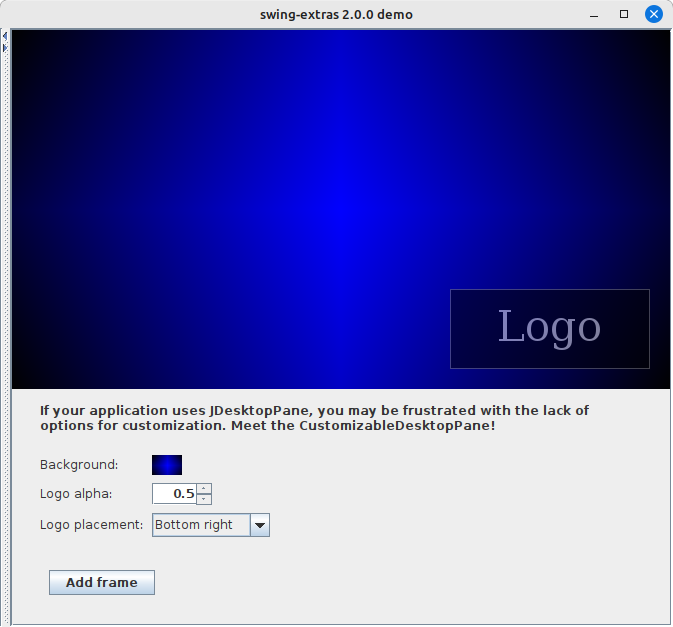 swing-extras 2.0.0 demo
Logo
If your application uses JDesktopPane, you may be frustrated with the lack of
options for customization. Meet the CustomizableDesktopPane!
Background:
Logo alpha: 0.5
Logo placement: Bottom right
Add frame